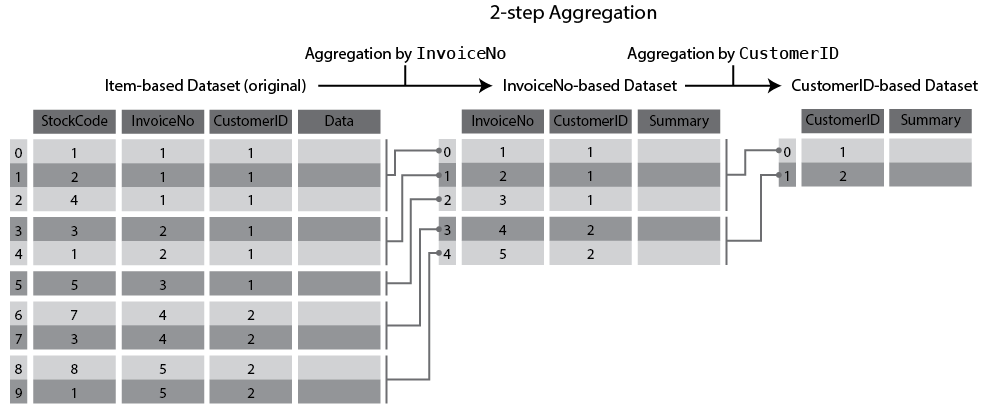 2-step Aggregation
Aggregation by InvoiceNo
Aggregation by CustomerID
Item-based Dataset (original)
InvoiceNo-based Dataset
CustomerID-based Dataset
StockCode InvoiceNo CustomerID Data
0 1 1 1
1 2 1 1
2 4 1 1
3 3 2 1
4 1 2 1
5 5 3 1
6 7 4 2
7 3 4 2
8 8 5 2
9 1 5 2
InvoiceNo CustomerID Summary
0 1 1
1 2 1
2 3 1
3 4 2
4 5 2
CustomerID Summary
0 1
1 2